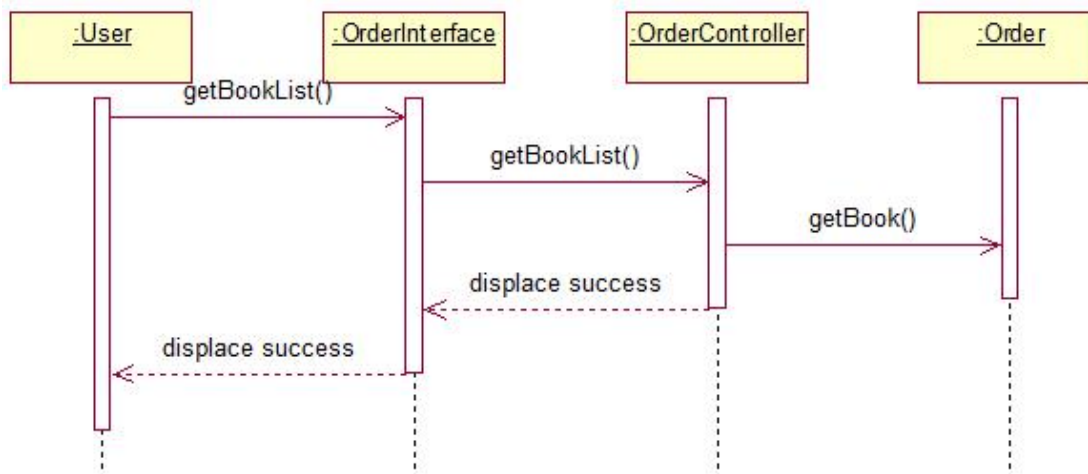 :User
:OrderInterface
:OrderController
:Order
getBookList()
getBookList()
getBook()
displace success
displace success